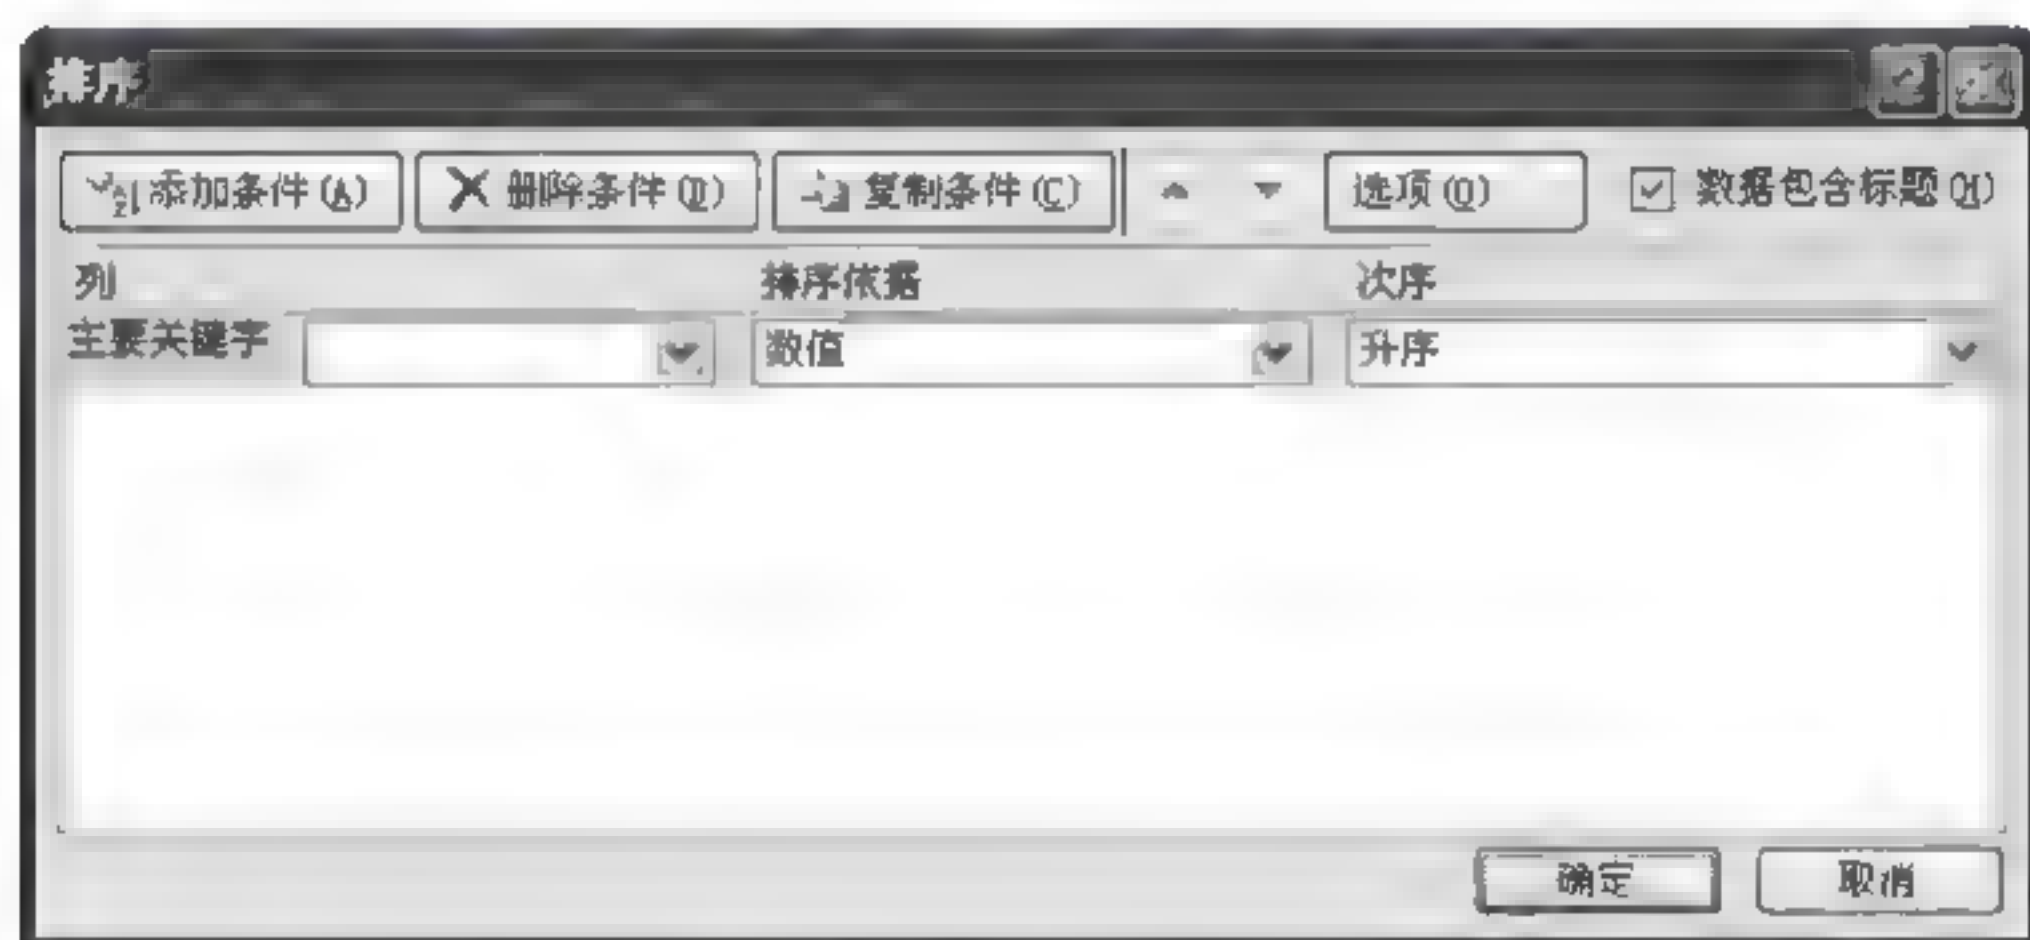 排序
添加条件(A) 删除条件(D) 复制条件(C) 选项(O) 数据包含标题(H)
列 排序依据 次序
主要关键字 数值 升序
确定 取消